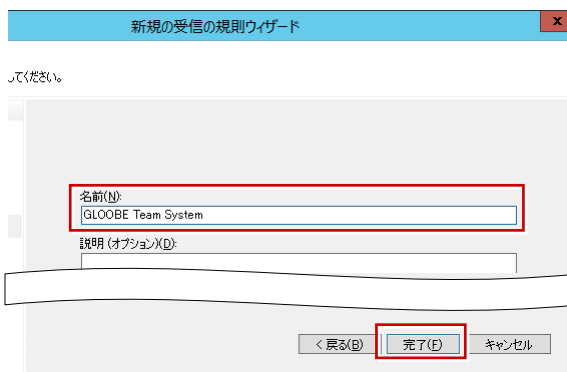 新規の受信の規則ウィザード
x
してください。
名前(N):
GLOOBE Team System
説明 (オプション)(D):
< 戻る(B)
完了(F)
キャンセル